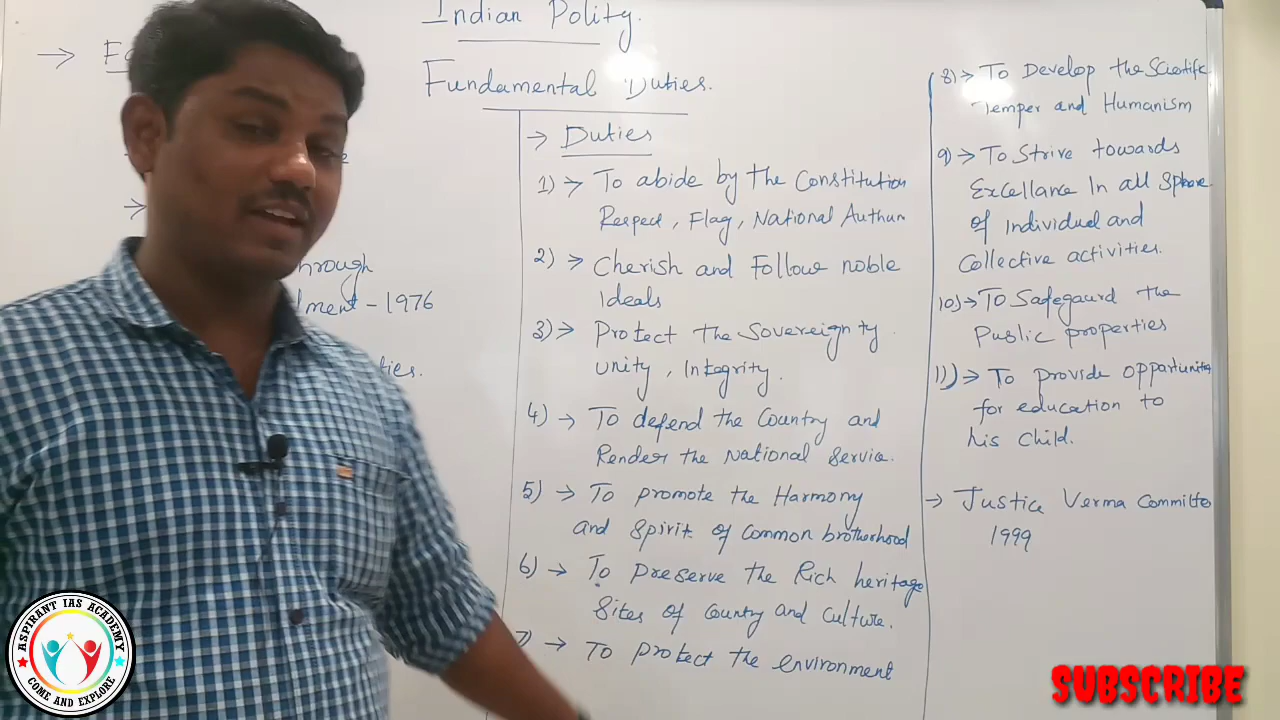 Indian Polity.
Fundamental Duties.
→
→
through
- 1976
→ Duties
1) → To abide by the Constitution
Respect, Flag, National
2) → Cherish and Follow noble
Ideals
3) → Protect the Sovereignty
unity, Integrity.
4) → To defend the Country and
Render the National Service.
5) → To promote the Harmony
and Spirit of Common brotherhood
6) → To preserve the Rich heritage
Sites of Country and Culture.
7) → To protect the environment
8) → To Develop the Scientific
Temper and Humanism
9) → To Strive towards
Excellance In all Sphere
of individual and
Collective activities.
10) → To Safegaurd the
Public properties
11) → To provide opportunity
for education to
his child.
→ Justice Verma Committe
1999
ASPIRANT IAS ACADEMY
COME AND EXPLORE
SUBSCRIBE